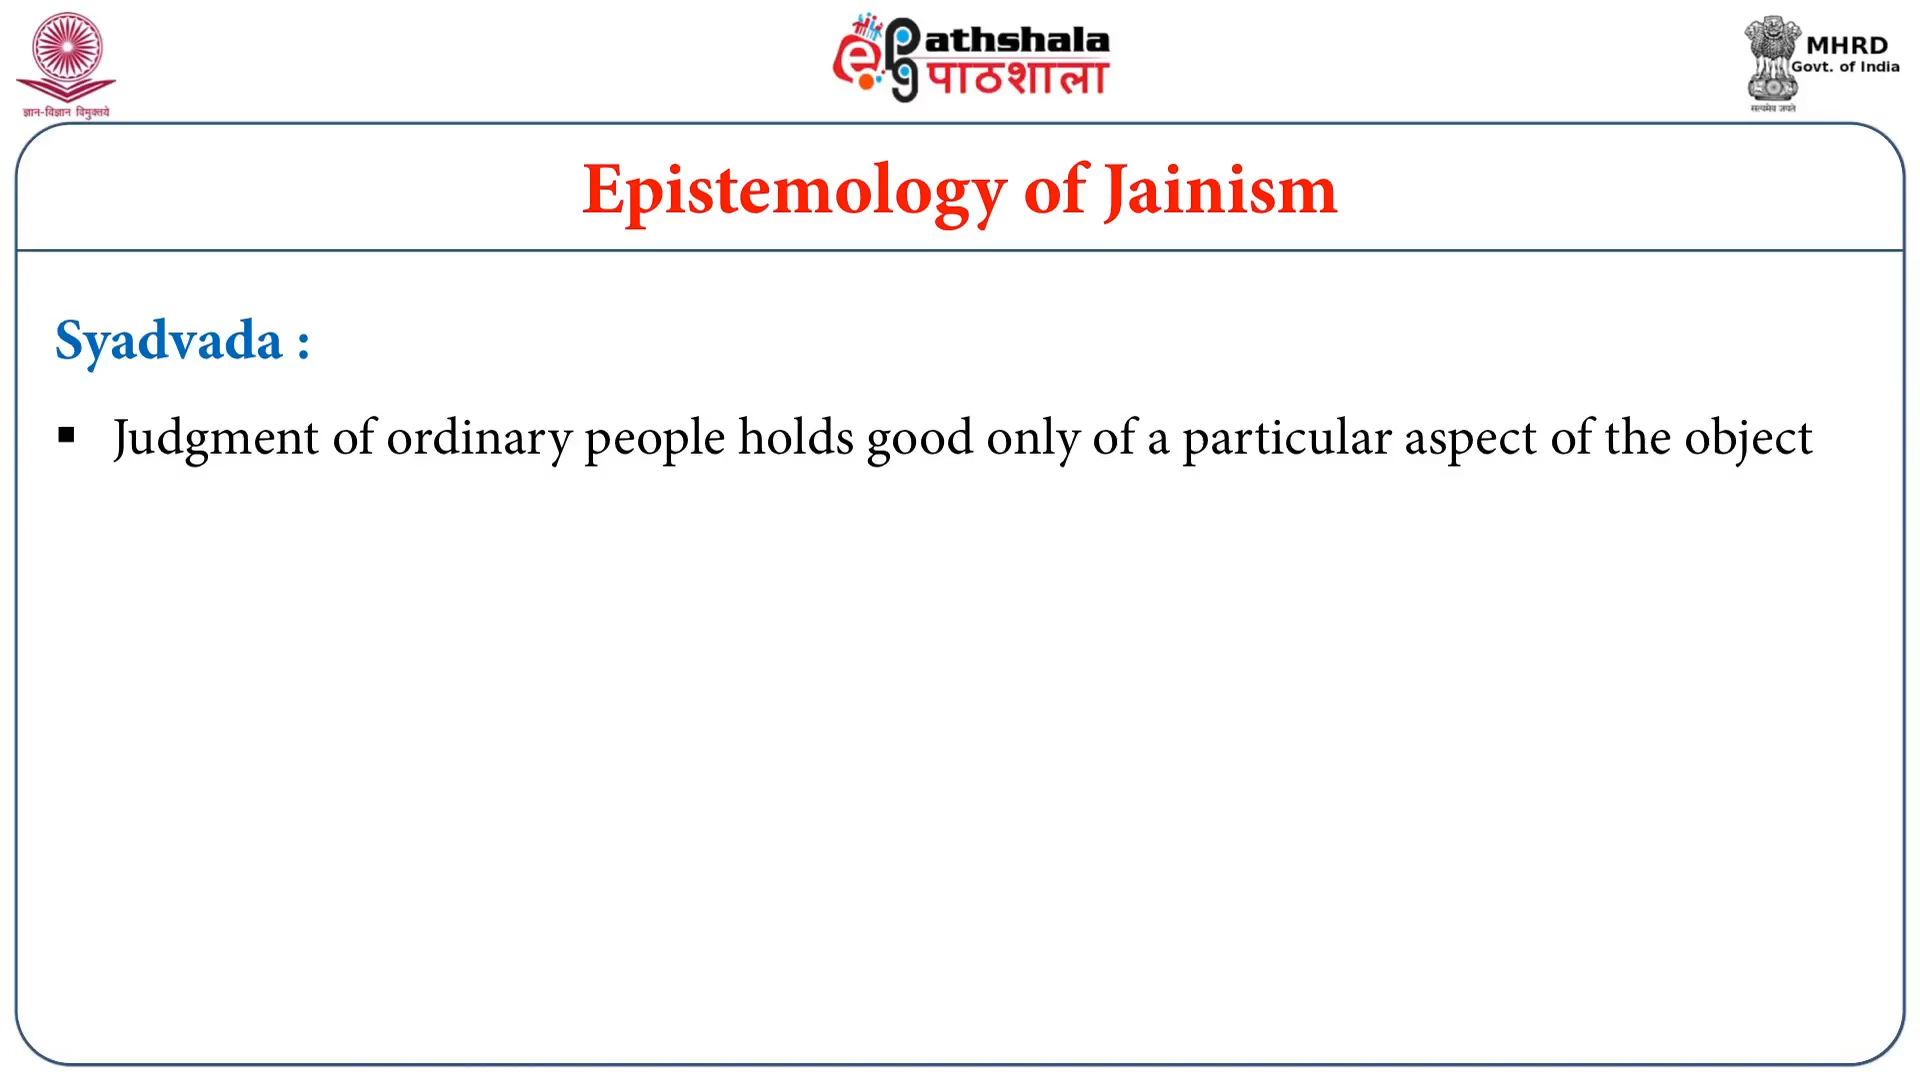 ज्ञान-विज्ञान विमुक्तये
ePathshala
पाठशाला
MHRD
Govt. of India
सत्यमेव जयते
Epistemology of Jainism
Syadvada :
▪ Judgment of ordinary people holds good only of a particular aspect of the object